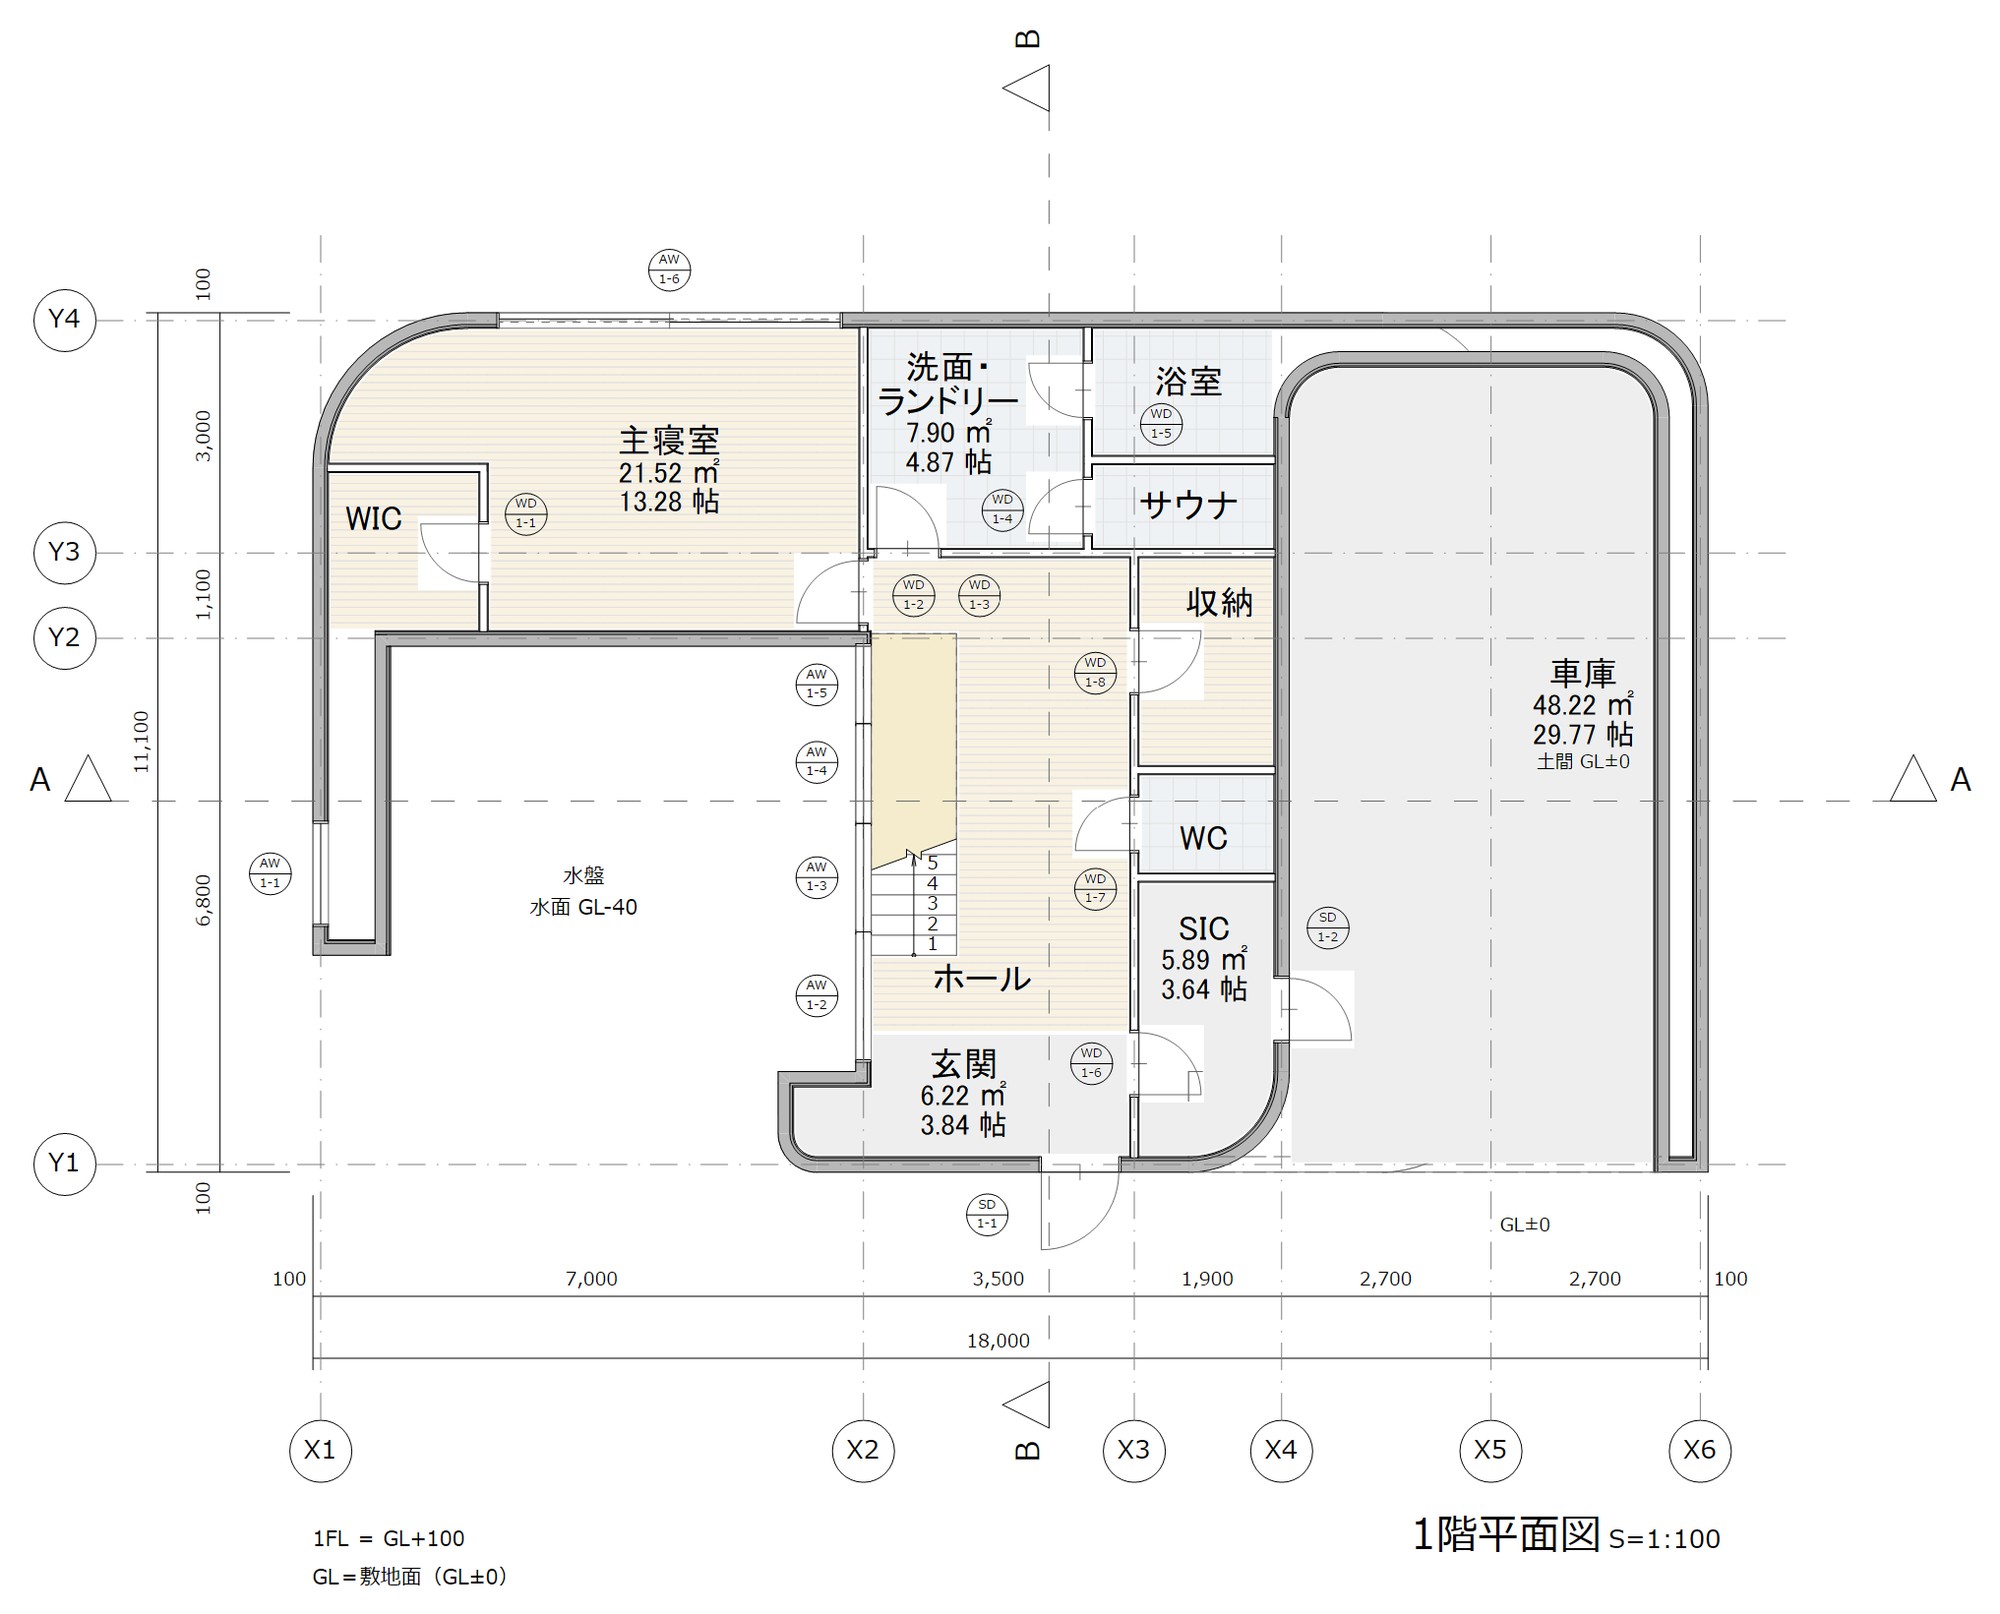 B
AW
1-6
100
Y4
洗面・
ランドリー
7.90 ㎡
4.87 帖
浴室
WD
1-5
主寝室
21.52 ㎡
13.28 帖
3,000
WIC
WD
1-1
WD
1-4
サウナ
Y3
1,100
WD
1-2
WD
1-3
収納
Y2
AW
1-5
WD
1-8
車庫
48.22 ㎡
29.77 帖
土間 GL±0
11,100
A
AW
1-4
A
WC
AW
1-1
水盤
水面 GL-40
6,800
AW
1-3
5
4
3
2
1
WD
1-7
SIC
5.89 ㎡
3.64 帖
SD
1-2
ホール
AW
1-2
玄関
6.22 ㎡
3.84 帖
WD
1-6
Y1
100
SD
1-1
GL±0
100
7,000
3,500
1,900
2,700
2,700
100
18,000
X1
X2
B
X3
X4
X5
X6
1FL = GL+100
GL=敷地面（GL±0）
1階平面図 S=1:100